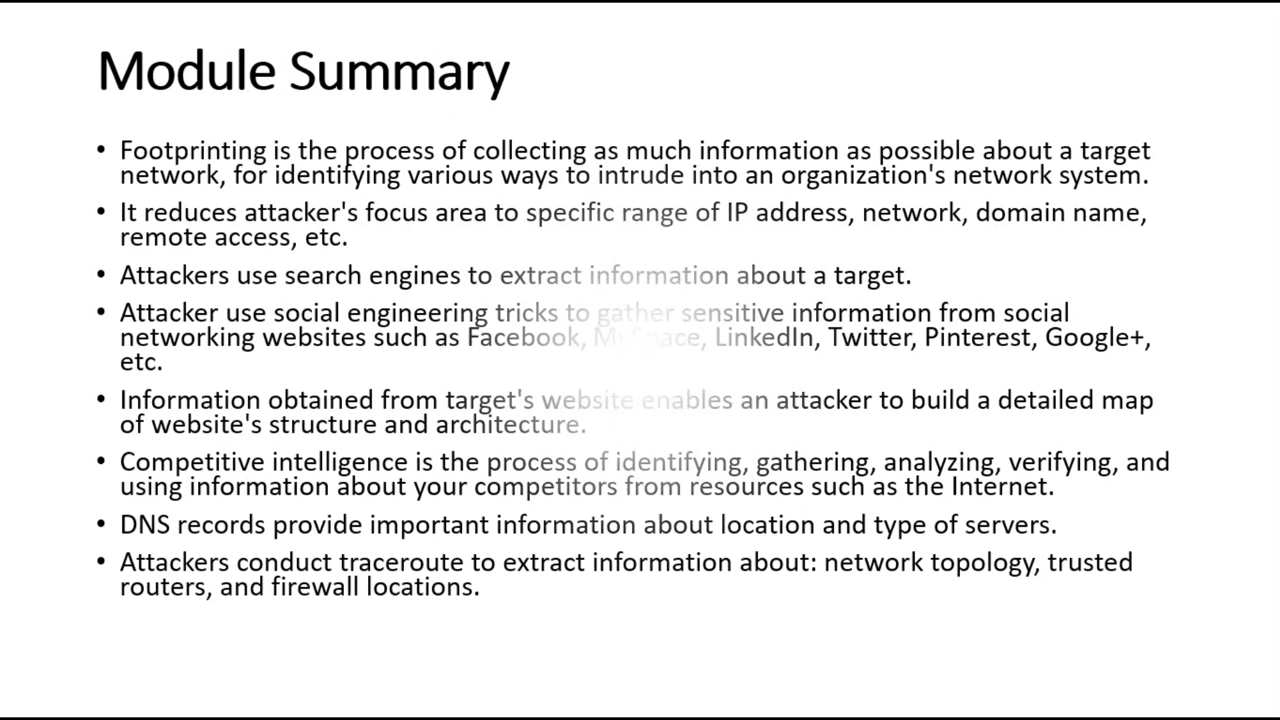 Module Summary
• Footprinting is the process of collecting as much information as possible about a target
network, for identifying various ways to intrude into an organization's network system.
• It reduces attacker's focus area to specific range of IP address, network, domain name,
remote access, etc.
• Attackers use search engines to extract information about a target.
• Attacker use social engineering tricks to gather sensitive information from social
networking websites such as Facebook, MySpace, LinkedIn, Twitter, Pinterest, Google+,
etc.
• Information obtained from target's website enables an attacker to build a detailed map
of website's structure and architecture.
• Competitive intelligence is the process of identifying, gathering, analyzing, verifying, and
using information about your competitors from resources such as the Internet.
• DNS records provide important information about location and type of servers.
• Attackers conduct traceroute to extract information about: network topology, trusted
routers, and firewall locations.